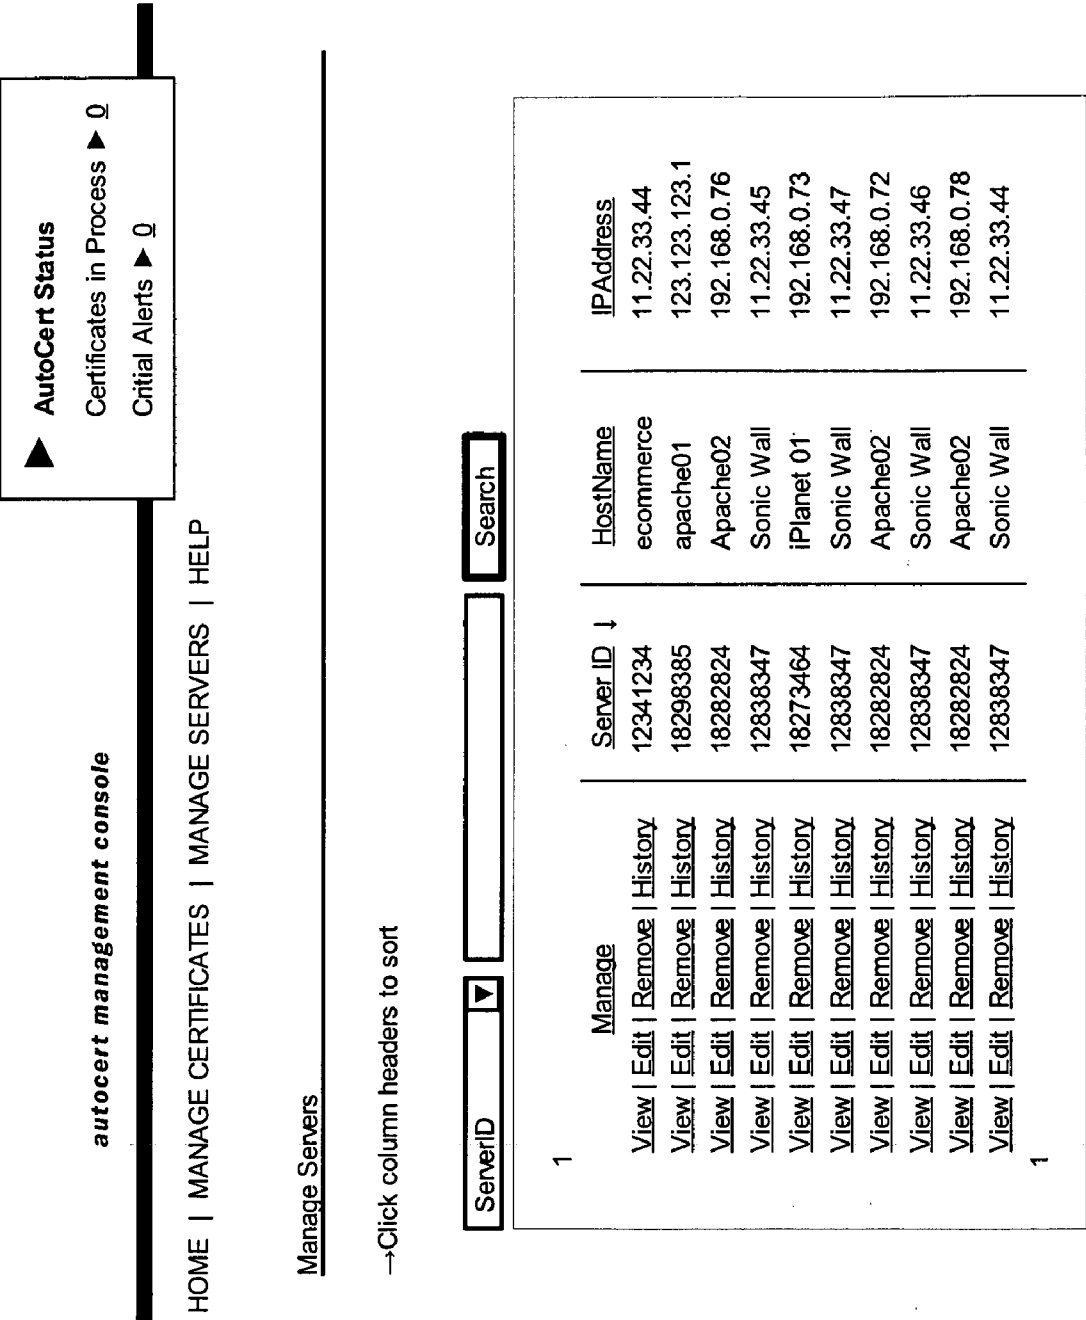 autocert management console
▶ AutoCert Status
Certificates in Process ▶ 0
Critial Alerts ▶ 0
HOME | MANAGE CERTIFICATES | MANAGE SERVERS | HELP
Manage Servers
→Click column headers to sort
ServerID ▼ Search
1
Manage Server ID ↓ HostName IPAddress
View | Edit | Remove | History 12341234 ecommerce 11.22.33.44
View | Edit | Remove | History 18298385 apache01 123.123.123.1
View | Edit | Remove | History 18282824 Apache02 192.168.0.76
View | Edit | Remove | History 12838347 Sonic Wall 11.22.33.45
View | Edit | Remove | History 18273464 iPlanet 01 192.168.0.73
View | Edit | Remove | History 12838347 Sonic Wall 11.22.33.47
View | Edit | Remove | History 18282824 Apache02 192.168.0.72
View | Edit | Remove | History 12838347 Sonic Wall 11.22.33.46
View | Edit | Remove | History 18282824 Apache02 192.168.0.78
View | Edit | Remove | History 12838347 Sonic Wall 11.22.33.44
1